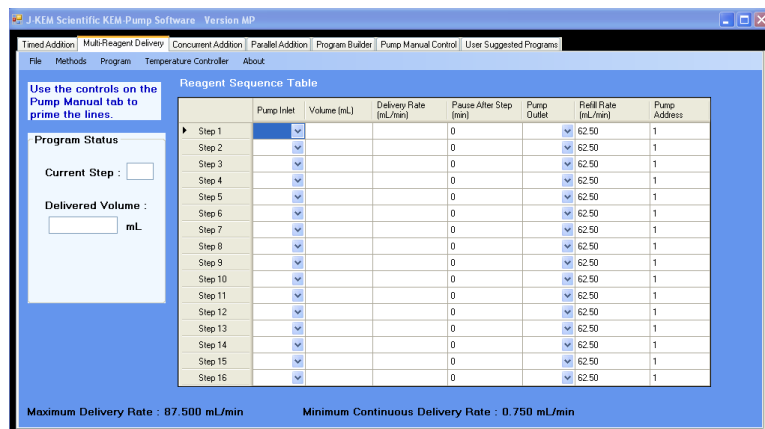 J-KEM Scientific KEM-Pump Software   Version MP
Timed Addition Multi-Reagent Delivery Concurrent Addition Parallel Addition Program Builder Pump Manual Control User Suggested Programs
File Methods Program Temperature Controller About
Use the controls on the
Pump Manual tab to
prime the lines.
Program Status
Current Step :
Delivered Volume :
mL
Reagent Sequence Table
Pump Inlet Volume (mL) Delivery Rate (mL/min) Pause After Step (min) Pump Outlet Refill Rate (mL/min) Pump Address
Step 1 0 62.50 1
Step 2 0 62.50 1
Step 3 0 62.50 1
Step 4 0 62.50 1
Step 5 0 62.50 1
Step 6 0 62.50 1
Step 7 0 62.50 1
Step 8 0 62.50 1
Step 9 0 62.50 1
Step 10 0 62.50 1
Step 11 0 62.50 1
Step 12 0 62.50 1
Step 13 0 62.50 1
Step 14 0 62.50 1
Step 15 0 62.50 1
Step 16 0 62.50 1
Maximum Delivery Rate : 87.500 mL/min Minimum Continuous Delivery Rate : 0.750 mL/min